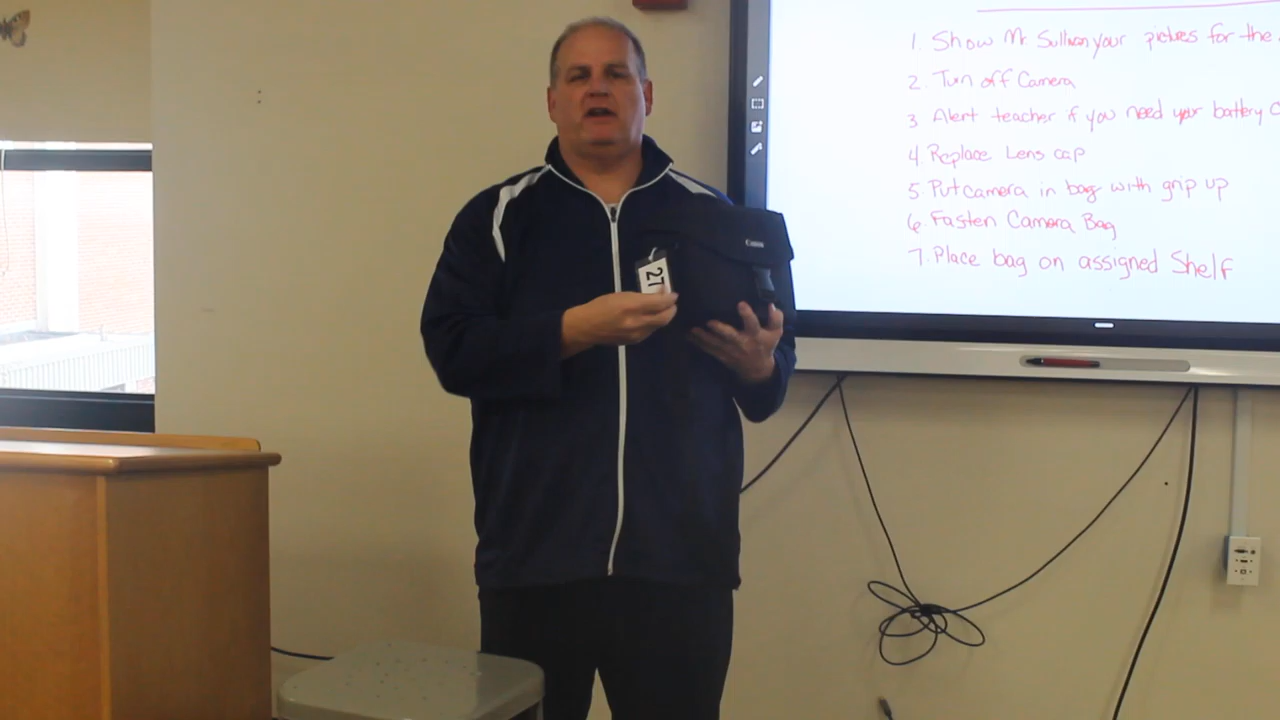 1. Show Mr Sullivan your pictures for the
2. Turn off Camera
3 Alert teacher if you need your battery
4 Replace Lens cap
5. Put camera in bag with grip up
6. Fasten Camera Bag
7. Place bag on assigned Shelf
Canon
27